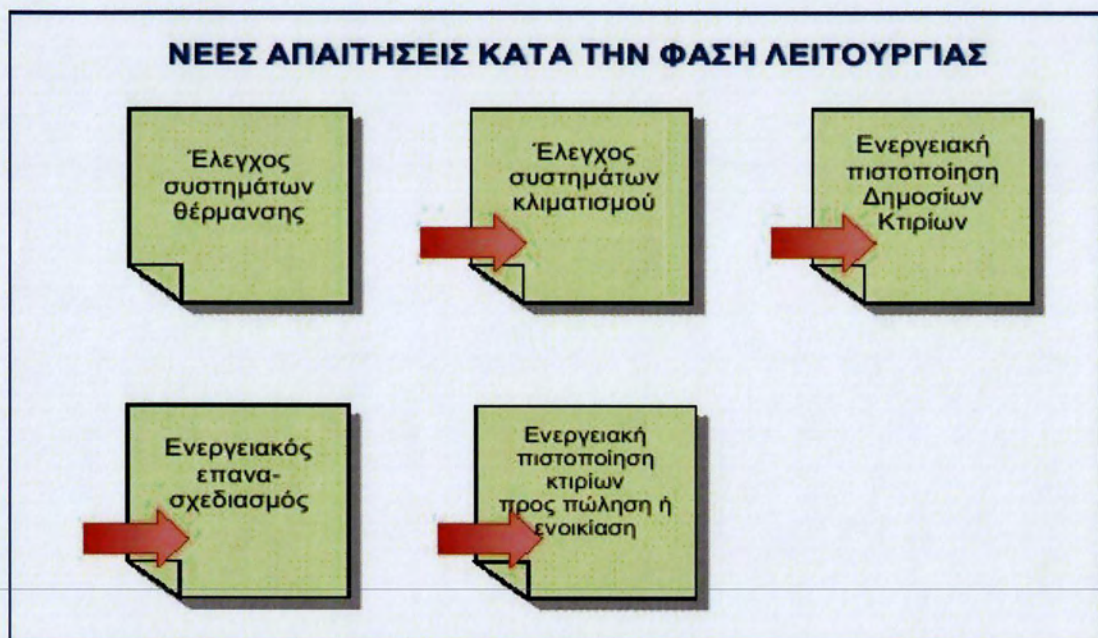 ΝΕΕΣ ΑΠΑΙΤΗΣΕΙΣ ΚΑΤΑ ΤΗΝ ΦΑΣΗ ΛΕΙΤΟΥΡΓΙΑΣ
Έλεγχος
συστημάτων
θέρμανσης
Έλεγχος
συστημάτων
κλιματισμού
Ενεργειακή
πιστοποίηση
Δημοσίων
Κτιρίων
Ενεργειακός
επανα-
σχεδιασμός
Ενεργειακή
πιστοποίηση
κτιρίων
προς πώληση ή
ενοικίαση